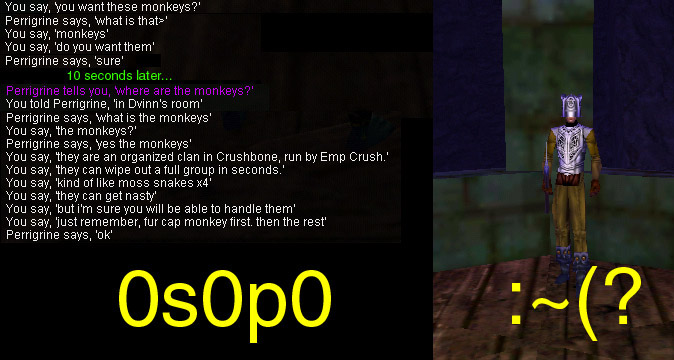 You say, 'you want these monkeys?'
Perrigrine says, 'what is that>'
You say, 'monkeys'
You say, 'do you want them'
Perrigrine says, 'sure'
10 seconds later...
Perrigrine tells you, 'where are the monkeys?'
You told Perrigrine, 'in Dvinn's room'
Perrigrine says, 'what is the monkeys'
You say, 'the monkeys?'
Perrigrine says, 'yes the monkeys'
You say, 'they are an organized clan in Crushbone, run by Emp Crush.'
You say, 'they can wipe out a full group in seconds.'
You say, 'kind of like moss snakes x4'
You say, 'they can get nasty'
You say, 'but i'm sure you will be able to handle them'
You say, 'just remember, fur cap monkey first. then the rest'
Perrigrine says, 'ok'
0s0p0
:~(?